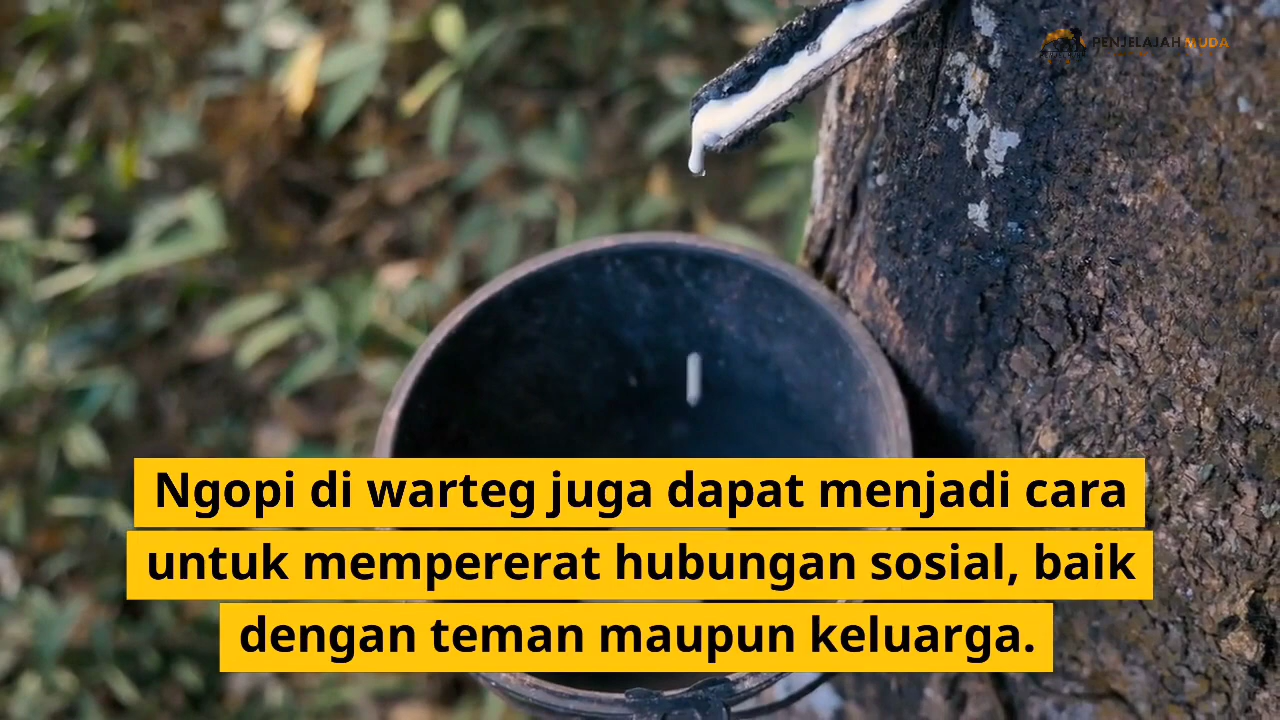 PENJELAJAH MUDA
Ngopi di warteg juga dapat menjadi cara
untuk mempererat hubungan sosial, baik
dengan teman maupun keluarga.